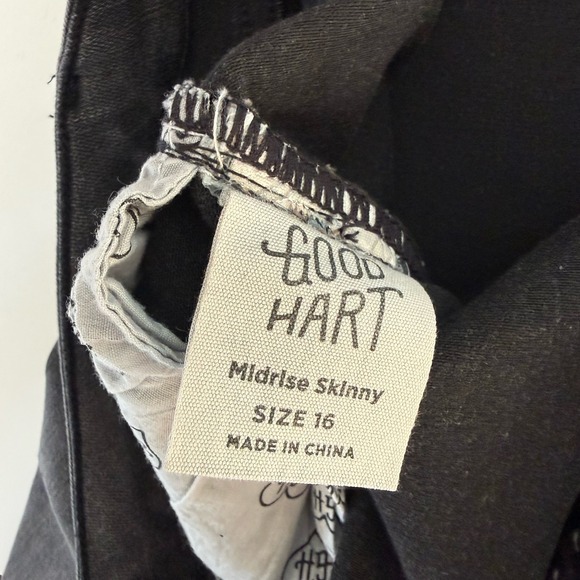 GOOD
HART
Midrise Skinny
SIZE 16
MADE IN CHINA